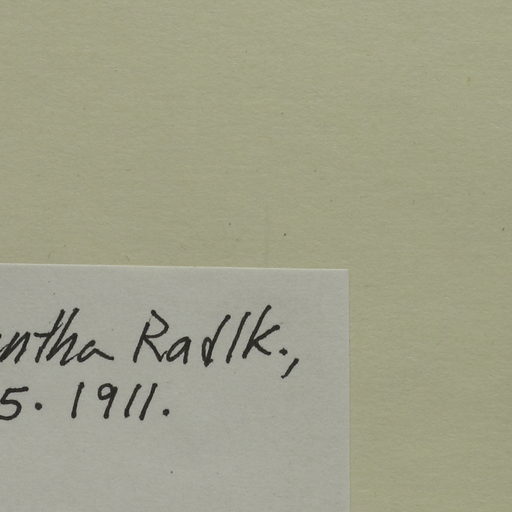 ntha Radlk.,
5. 1911.